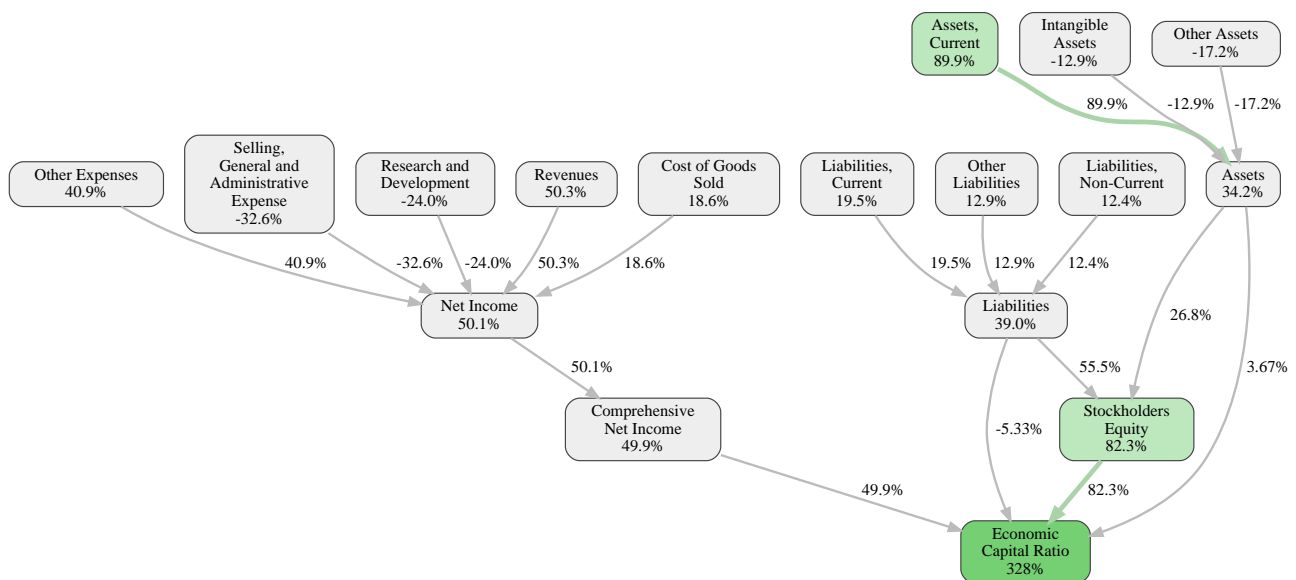 Assets,
Current
89.9%
Intangible
Assets
-12.9%
Other Assets
-17.2%
89.9%
-12.9%
-17.2%
Other Expenses
40.9%
Selling,
General and
Administrative
Expense
-32.6%
Research and
Development
-24.0%
Revenues
50.3%
Cost of Goods
Sold
18.6%
Liabilities,
Current
19.5%
Other
Liabilities
12.9%
Liabilities,
Non-Current
12.4%
Assets
34.2%
40.9%
-32.6%
-24.0%
50.3%
18.6%
19.5%
12.9%
12.4%
Net Income
50.1%
Liabilities
39.0%
26.8%
50.1%
55.5%
3.67%
Comprehensive
Net Income
49.9%
-5.33%
Stockholders
Equity
82.3%
49.9%
82.3%
Economic
Capital Ratio
328%